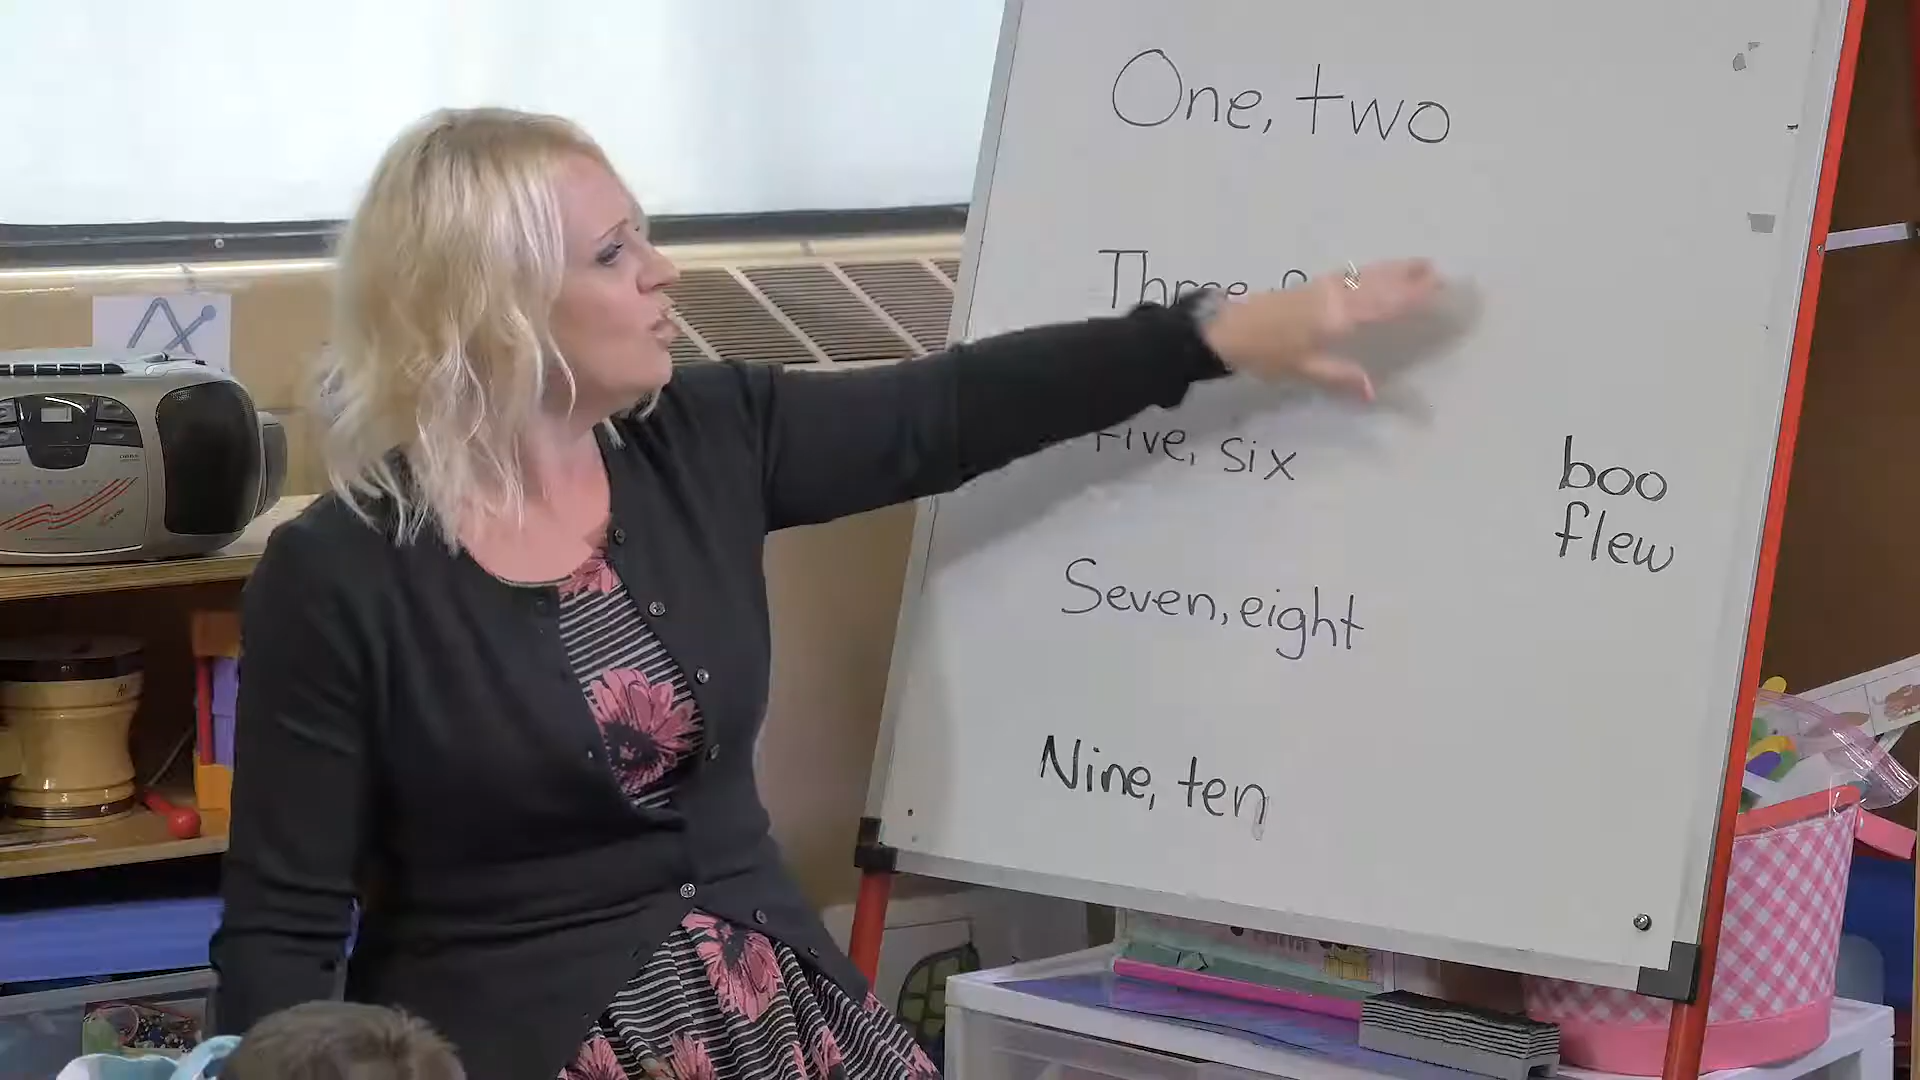 One, two
Three,
Five, six
boo
flew
Seven, eight
Nine, ten